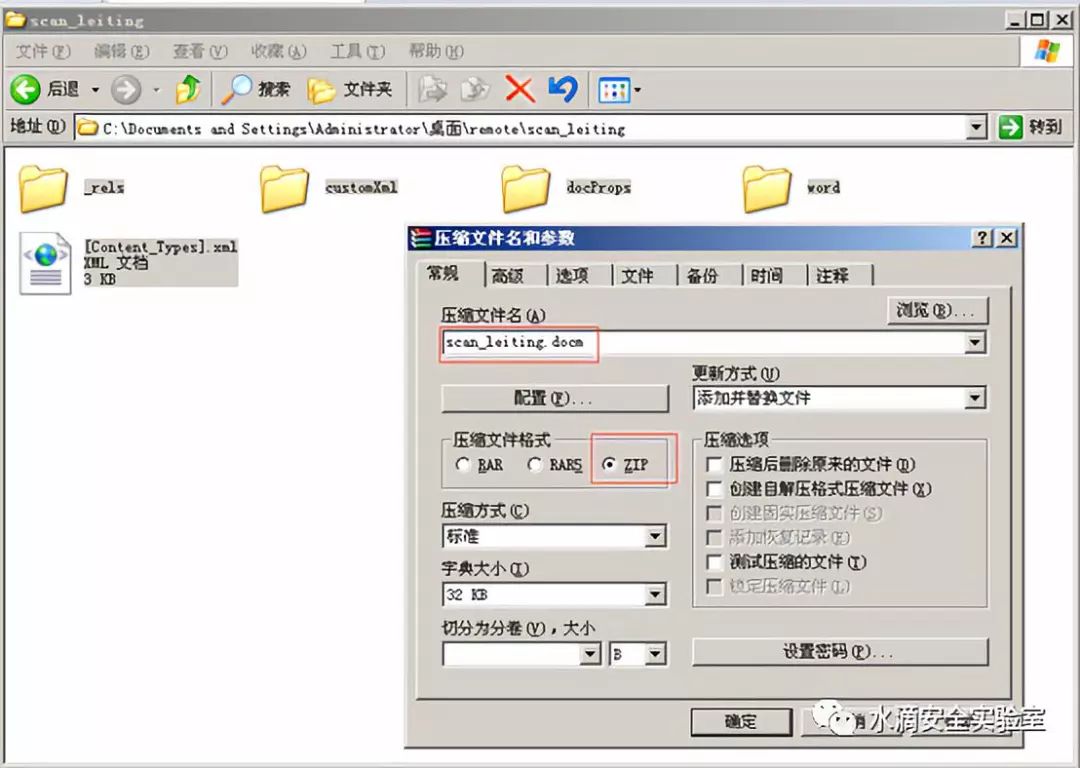 scan_leiting
文件(F) 编辑(E) 查看(V) 收藏(A) 工具(T) 帮助(H)
后退 搜索 文件夹
地址(D) C:\Documents and Settings\Administrator\桌面\remote\scan_leiting 转到
_rels customXml docProps word
[Content_Types].xml
XML 文档
3 KB
压缩文件名和参数
常规 高级 选项 文件 备份 时间 注释
压缩文件名(A) 浏览(B)...
scan_leiting.docm
配置(F)... 更新方式(U)
添加并替换文件
压缩文件格式
RAR RAR5 ZIP
压缩方式(C)
标准
字典大小(I)
32 KB
切分为分卷(V),大小
B
压缩选项
压缩后删除原来的文件(D)
创建自解压格式压缩文件(X)
创建固实压缩文件(S)
添加恢复记录(E)
测试压缩的文件(T)
锁定压缩文件(L)
设置密码(P)...
确定
水滴安全实验室